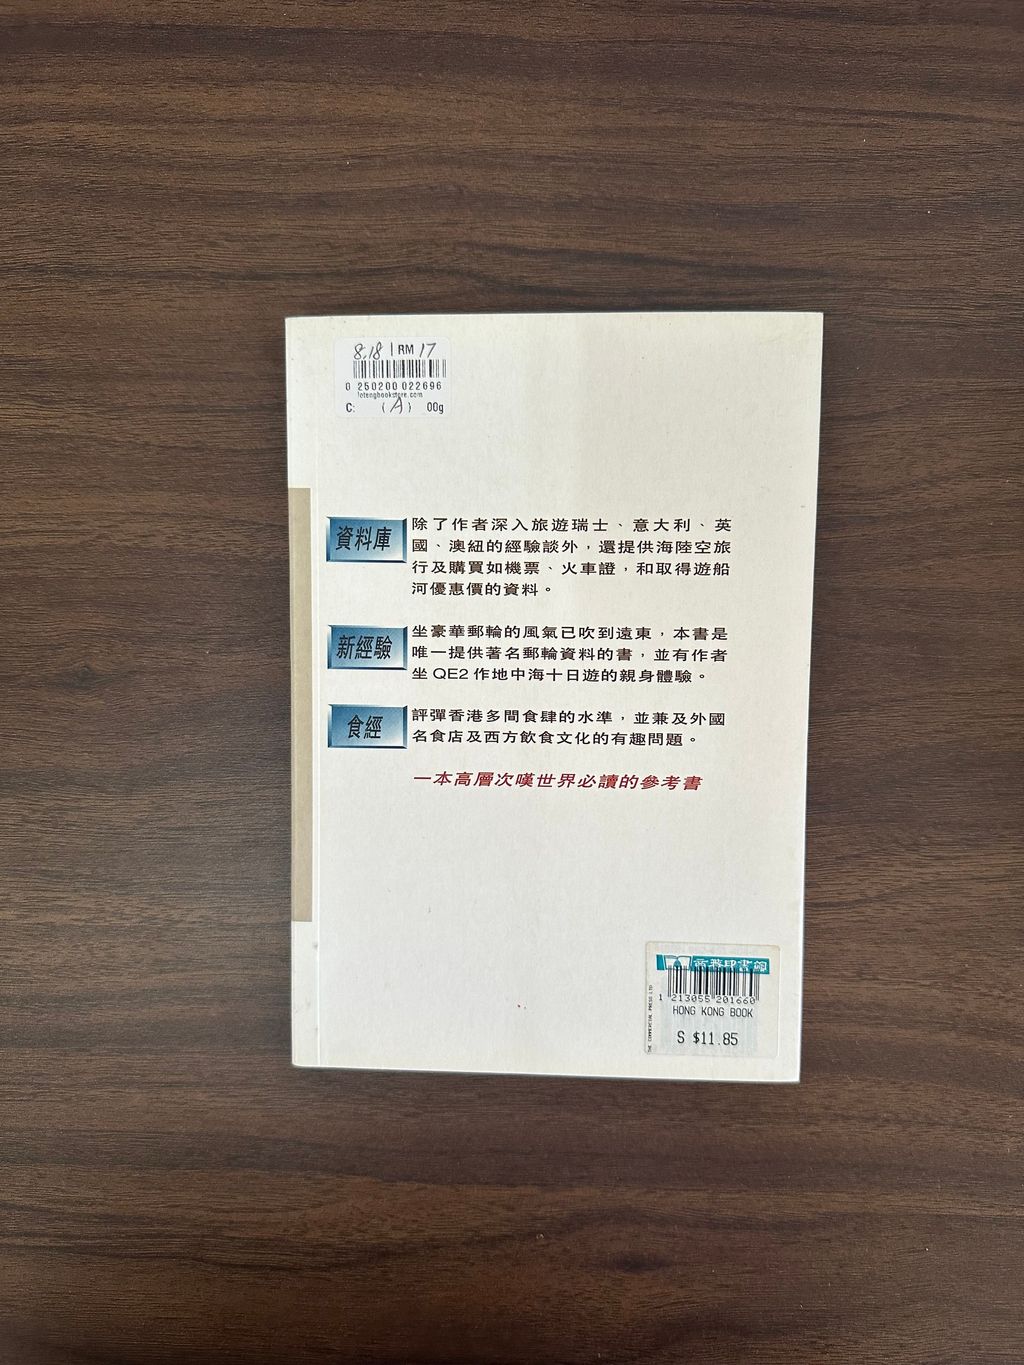 8.18 | RM 17
0 250200 022696
letengbookstore.com
C: (A) 00g
資料庫
除了作者深入旅遊瑞士、意大利、英
國、澳紐的經驗談外，還提供海陸空旅
行及購買如機票、火車證，和取得遊船
河優惠價的資料。
新經驗
坐豪華郵輪的風氣已吹到遠東，本書是
唯一提供著名郵輪資料的書，並有作者
坐 QE2 作地中海十日遊的親身體驗。
食經
評彈香港多間食肆的水準，並兼及外國
名食店及西方飲食文化的有趣問題。
一本高層次嘆世界必讀的參考書
商務印書館
1 213055 201660
HONG KONG BOOK
S $11.85
THE COMMERCIAL PRESS LTD